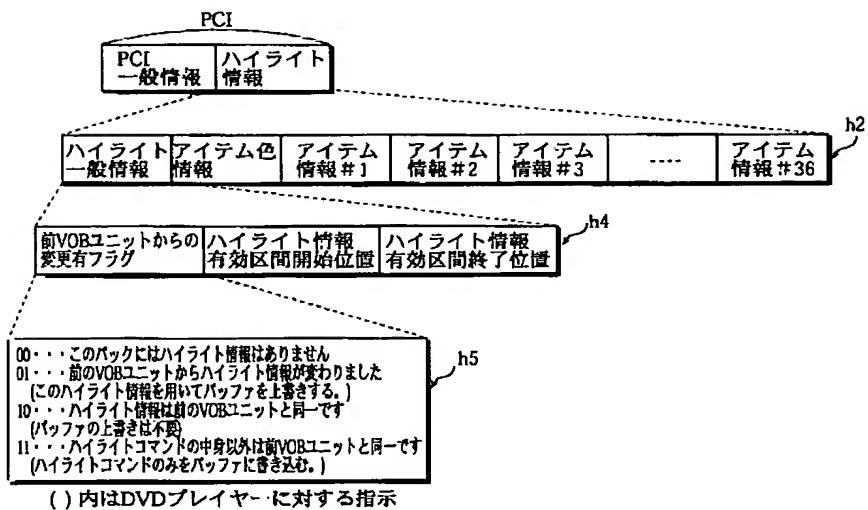 PCI
PCI
一般情報
ハイライト
情報
h2
ハイライト
一般情報
アイテム色
情報
アイテム
情報#1
アイテム
情報#2
アイテム
情報#3
----
アイテム
情報#36
h4
前VOBユニットからの
変更有フラグ
ハイライト情報
有効区間開始位置
ハイライト情報
有効区間終了位置
h5
00・・・このパックにはハイライト情報はありません
01・・・前のVOBユニットからハイライト情報が変わりました
(このハイライト情報を用いてバッファを上書きする。)
10・・・ハイライト情報は前のVOBユニットと同一です
(バッファの上書きは不要)
11・・・ハイライトコマンドの中身以外は前VOBユニットと同一です
(ハイライトコマンドのみをバッファに書き込む。)
( ) 内はDVDプレイヤーに対する指示